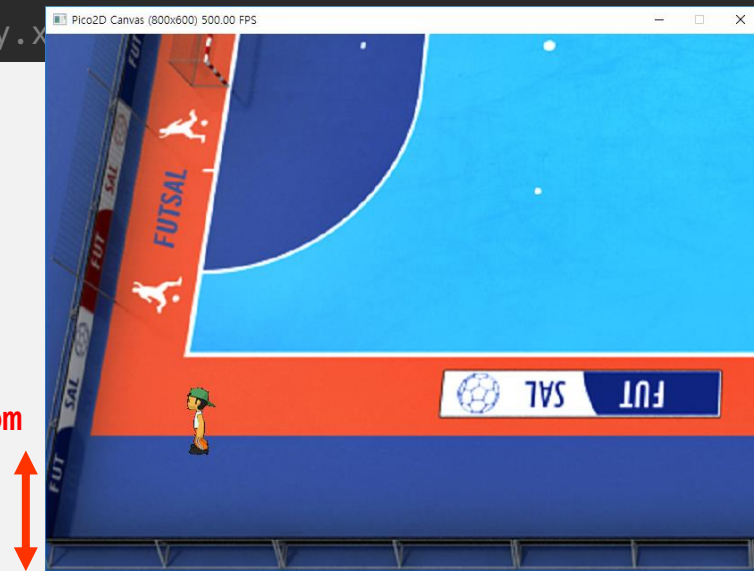 y.x
Pico2D Canvas (800x600) 500.00 FPS
FUT
SAL
FUT
SAL
FUT
FUTSAL
SAL FUT
om